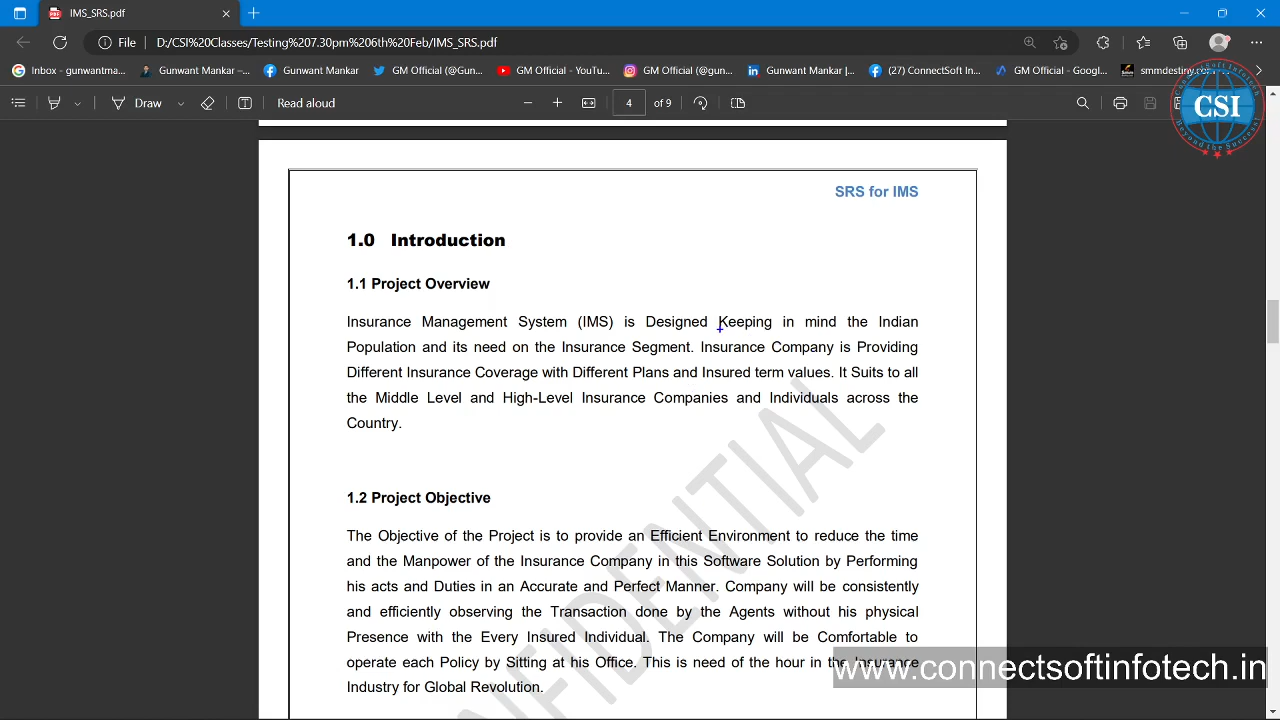 IMS_SRS.pdf
File D:/CSI%20Classes/Testing%207.30pm%206th%20Feb/IMS_SRS.pdf
Inbox - gunwantma... Gunwant Mankar –... Gunwant Mankar GM Official (@Gun... GM Official - YouTu... GM Official (@gun... Gunwant Mankar |... (27) ConnectSoft In... GM Official - Googl... smmdestiny.com
Draw Read aloud 4 of 9
CSI
ConnectSoft Infotech
Beyond the Success
SRS for IMS
1.0 Introduction
1.1 Project Overview
Insurance Management System (IMS) is Designed Keeping in mind the Indian
Population and its need on the Insurance Segment. Insurance Company is Providing
Different Insurance Coverage with Different Plans and Insured term values. It Suits to all
the Middle Level and High-Level Insurance Companies and Individuals across the
Country.
1.2 Project Objective
The Objective of the Project is to provide an Efficient Environment to reduce the time
and the Manpower of the Insurance Company in this Software Solution by Performing
his acts and Duties in an Accurate and Perfect Manner. Company will be consistently
and efficiently observing the Transaction done by the Agents without his physical
Presence with the Every Insured Individual. The Company will be Comfortable to
operate each Policy by Sitting at his Office. This is need of the hour in the Insurance
Industry for Global Revolution.
NFIDENTIAL
www.connectsoftinfotech.in